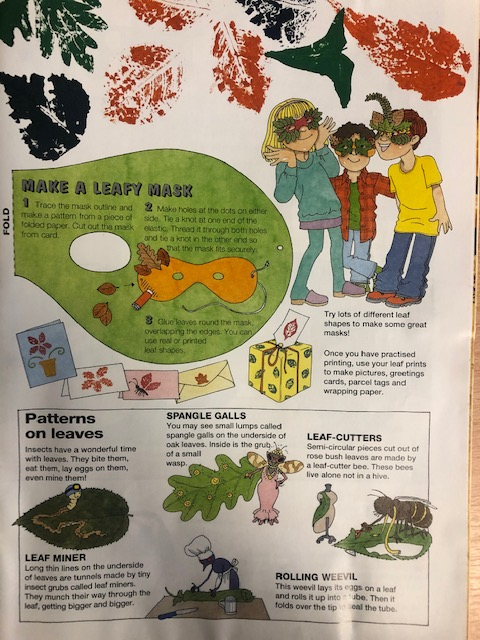 FOLD
MAKE A LEAFY MASK
1 Trace the mask outline and
make a pattern from a piece of
folded paper. Cut out the mask
from card.
2 Make holes at the dots on either
side. Tie a knot at one end of the
elastic. Thread it through both holes
and tie a knot in the other end so
that the mask fits securely.
3 Glue leaves round the mask,
overlapping the edges. You can
use real or printed
leaf shapes.
Try lots of different leaf
shapes to make some great
masks!
Once you have practised
printing, use your leaf prints
to make pictures, greetings
cards, parcel tags and
wrapping paper.
Patterns
on leaves
Insects have a wonderful time
with leaves. They bite them,
eat them, lay eggs on them,
even mine them!
SPANGLE GALLS
You may see small lumps called
spangle galls on the underside of
oak leaves. Inside is the grub
of a small
wasp.
LEAF-CUTTERS
Semi-circular pieces cut out of
rose bush leaves are made by
a leaf-cutter bee. These bees
live alone not in a hive.
LEAF MINER
Long thin lines on the underside
of leaves are tunnels made by tiny
insect grubs called leaf miners.
They munch their way through the
leaf, getting bigger and bigger.
ROLLING WEEVIL
This weevil lays its eggs on a leaf
and rolls it up into a tube. Then it
folds over the tip to seal the tube.